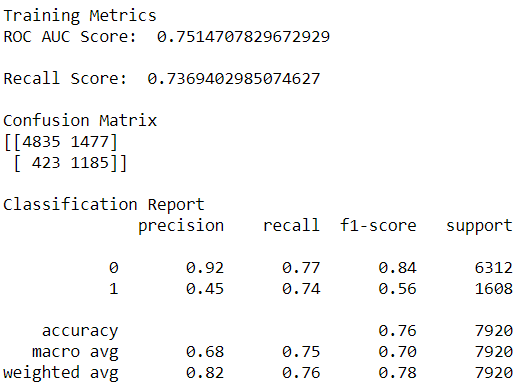 Training Metrics
ROC AUC Score:  0.7514707829672929
Recall Score:  0.7369402985074627
Confusion Matrix
[[4835 1477]
 [ 423 1185]]
Classification Report
              precision    recall  f1-score   support
           0       0.92      0.77      0.84      6312
           1       0.45      0.74      0.56      1608
    accuracy                           0.76      7920
   macro avg       0.68      0.75      0.70      7920
weighted avg       0.82      0.76      0.78      7920